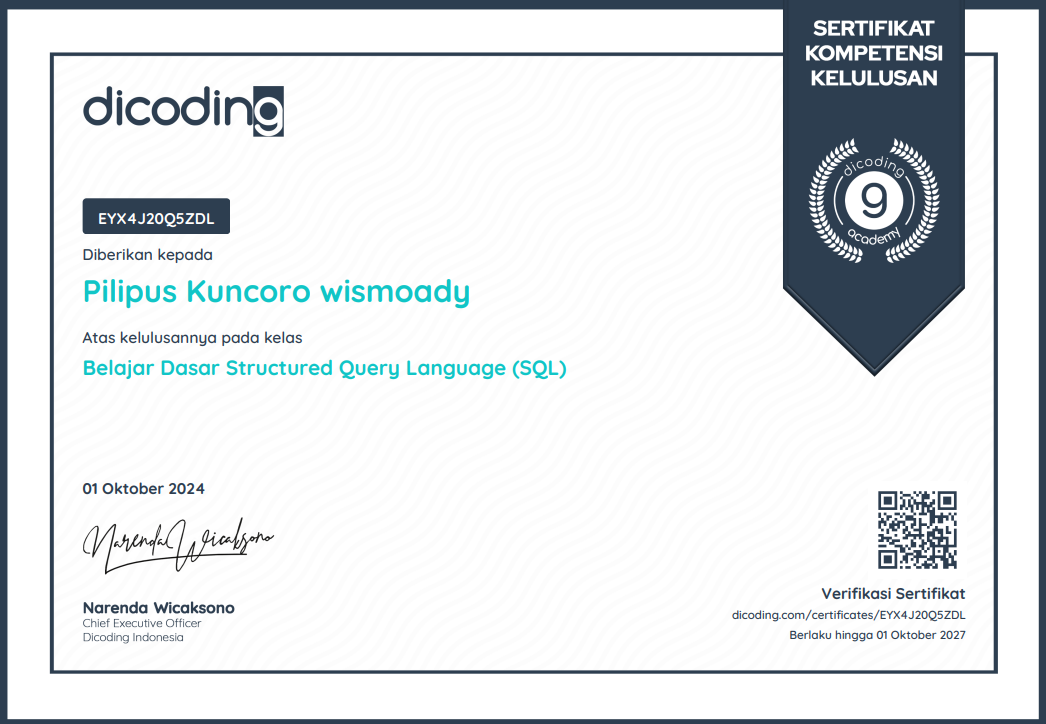 SERTIFIKAT
KOMPETENSI
KELULUSAN
dicoding
dicoding
9
academy
EYX4J20Q5ZDL
Diberikan kepada
Pilipus Kuncoro wismoady
Atas kelulusannya pada kelas
Belajar Dasar Structured Query Language (SQL)
01 Oktober 2024
Narenda Wicaksono
Narenda Wicaksono
Chief Executive Officer
Dicoding Indonesia
Verifikasi Sertifikat
dicoding.com/certificates/EYX4J20Q5ZDL
Berlaku hingga 01 Oktober 2027